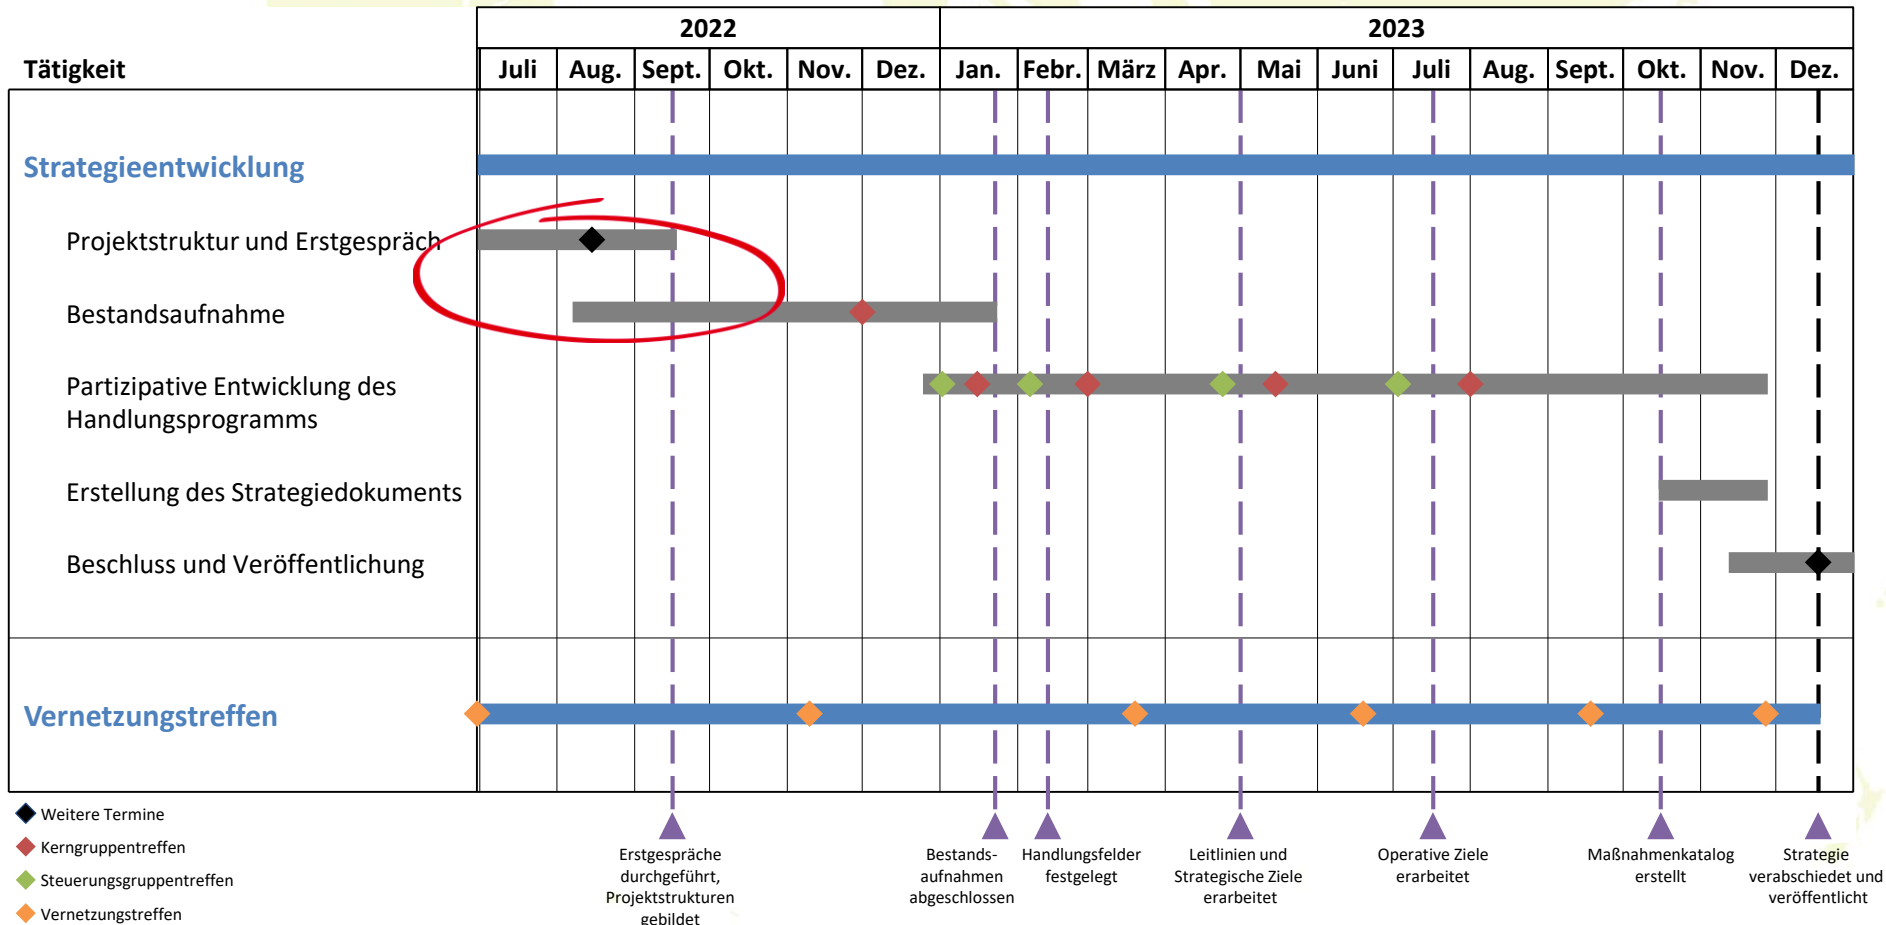 2022 2023
Tätigkeit Juli Aug. Sept. Okt. Nov. Dez. Jan. Febr. März Apr. Mai Juni Juli Aug. Sept. Okt. Nov. Dez.
Strategieentwicklung
Projektstruktur und Erstgespräch
Bestandsaufnahme
Partizipative Entwicklung des
Handlungsprogramms
Erstellung des Strategiedokuments
Beschluss und Veröffentlichung
Vernetzungstreffen
Weitere Termine
Kerngruppentreffen
Steuerungsgruppentreffen
Vernetzungstreffen
Erstgespräche
durchgeführt,
Projektstrukturen
gebildet
Bestands-
aufnahmen
abgeschlossen
Handlungsfelder
festgelegt
Leitlinien und
Strategische Ziele
erarbeitet
Operative Ziele
erarbeitet
Maßnahmenkatalog
erstellt
Strategie
verabschiedet und
veröffentlicht